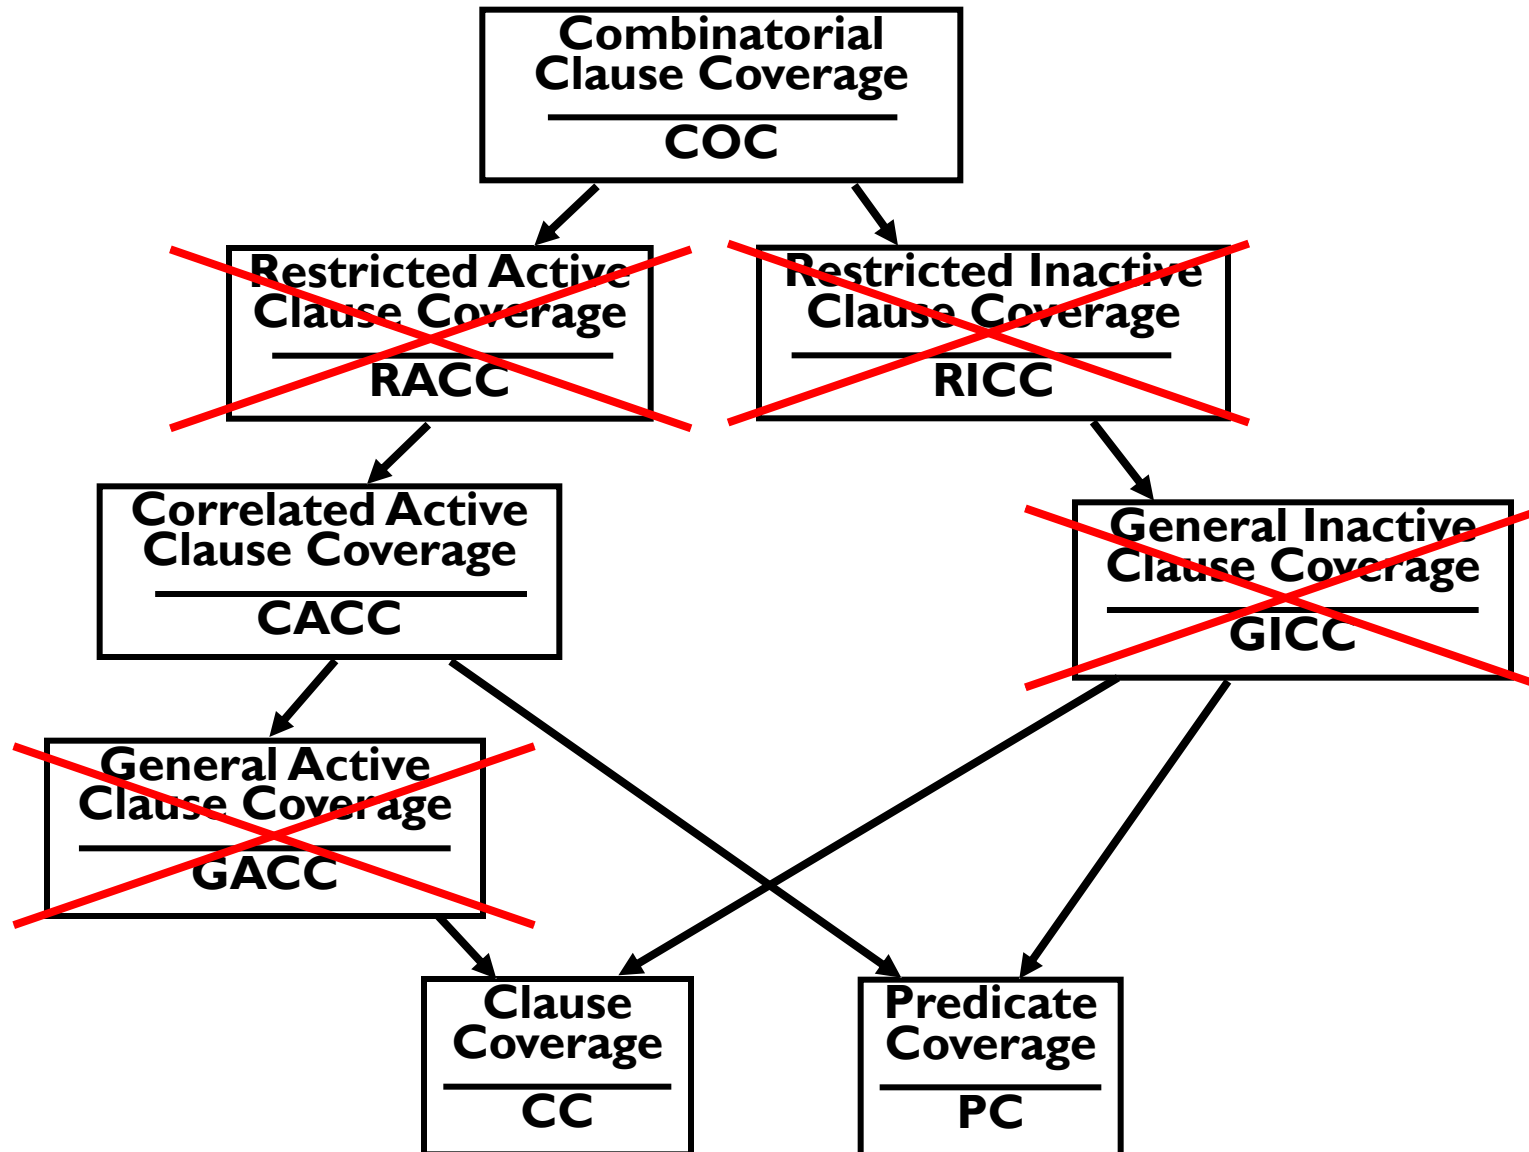 Combinatorial
Clause Coverage
COC
Restricted Active
Clause Coverage
RACC
Restricted Inactive
Clause Coverage
RICC
Correlated Active
Clause Coverage
CACC
General Inactive
Clause Coverage
GICC
General Active
Clause Coverage
GACC
Clause
Coverage
CC
Predicate
Coverage
PC